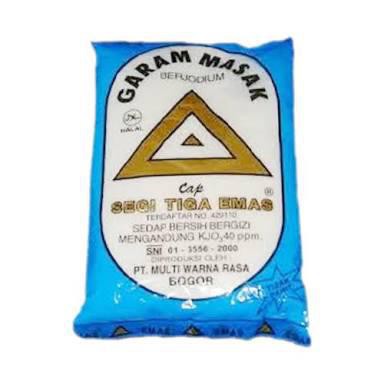 GARAM MASAK
BERJODIUM
HALAL
Cap
SEGI TIGA EMAS ®
TERDAFTAR NO. 429110
SEDAP BERSIH BERGIZI
MENGANDUNG KJO₃ 40 ppm.
SNI 01 - 3556 - 2000
DIPRODUKSI OLEH :
PT. MULTI WARNA RASA
BOGOR
TIDAK
EMAS